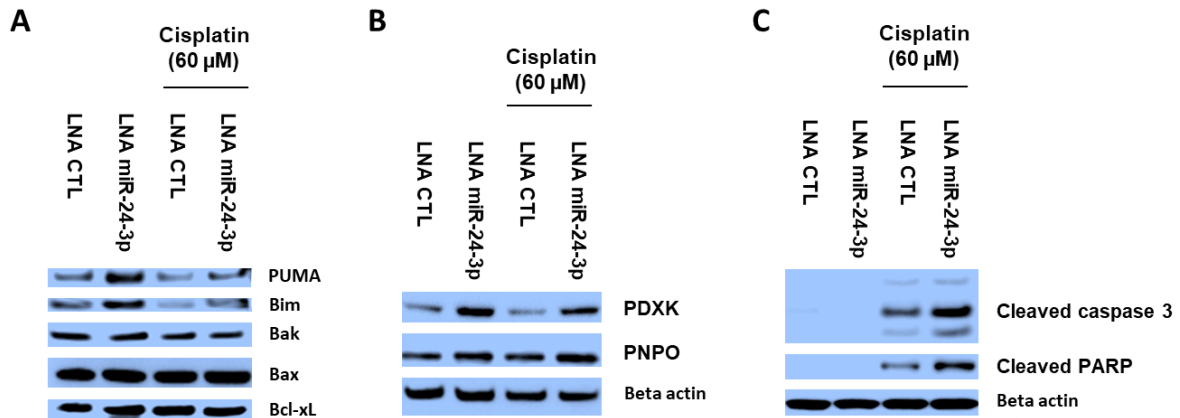 A
Cisplatin
(60 µM)
LNA CTL
LNA miR-24-3p
LNA CTL
LNA miR-24-3p
PUMA
Bim
Bak
Bax
Bcl-xL
B
Cisplatin
(60 µM)
LNA CTL
LNA miR-24-3p
LNA CTL
LNA miR-24-3p
PDXK
PNPO
Beta actin
C
Cisplatin
(60 µM)
LNA CTL
LNA miR-24-3p
LNA CTL
LNA miR-24-3p
Cleaved caspase 3
Cleaved PARP
Beta actin